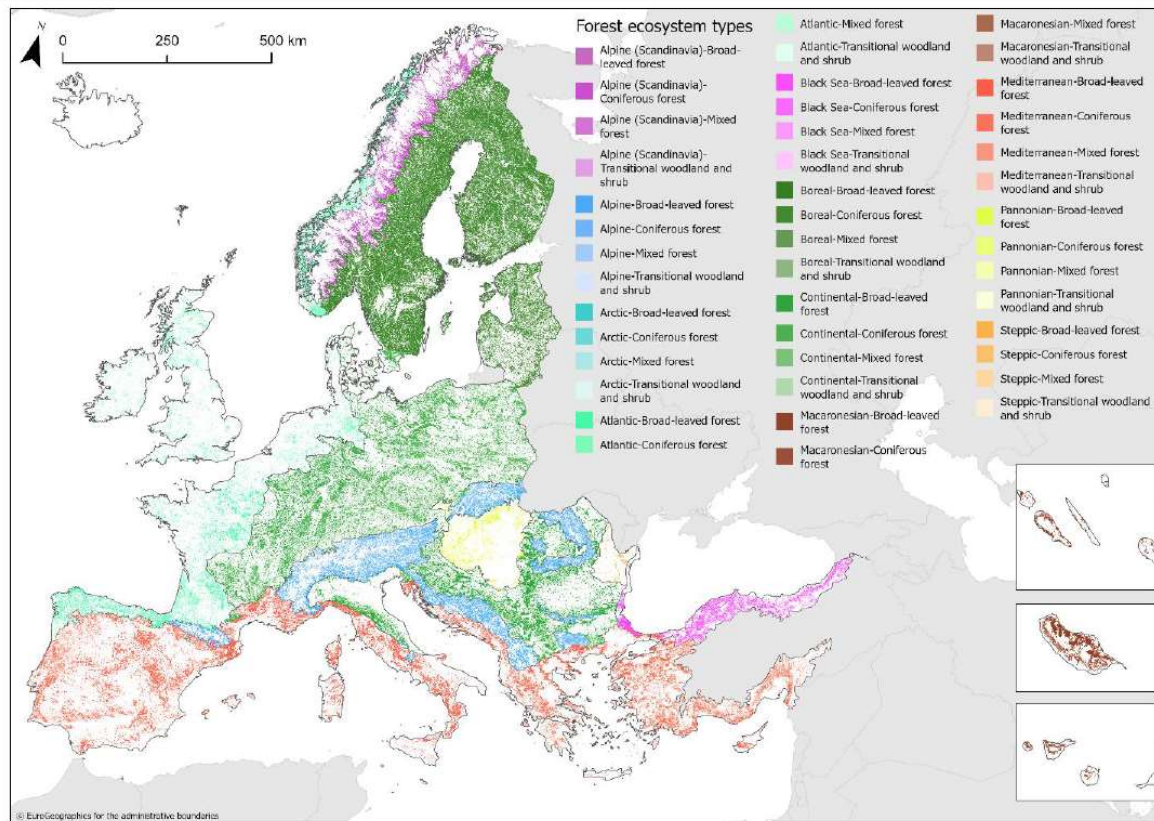 N
0 250 500 km
Forest ecosystem types
Alpine (Scandinavia)-Broad-
leaved forest
Alpine (Scandinavia)-
Coniferous forest
Alpine (Scandinavia)-Mixed
forest
Alpine (Scandinavia)-
Transitional woodland and
shrub
Alpine-Broad-leaved forest
Alpine-Coniferous forest
Alpine-Mixed forest
Alpine-Transitional woodland
and shrub
Arctic-Broad-leaved forest
Arctic-Coniferous forest
Arctic-Mixed forest
Arctic-Transitional woodland
and shrub
Atlantic-Broad-leaved forest
Atlantic-Coniferous forest
Atlantic-Mixed forest
Atlantic-Transitional woodland
and shrub
Black Sea-Broad-leaved forest
Black Sea-Coniferous forest
Black Sea-Mixed forest
Black Sea-Transitional
woodland and shrub
Boreal-Broad-leaved forest
Boreal-Coniferous forest
Boreal-Mixed forest
Boreal-Transitional woodland
and shrub
Continental-Broad-leaved
forest
Continental-Coniferous forest
Continental-Mixed forest
Continental-Transitional
woodland and shrub
Macaronesian-Broad-leaved
forest
Macaronesian-Coniferous
forest
Macaronesian-Mixed forest
Macaronesian-Transitional
woodland and shrub
Mediterranean-Broad-leaved
forest
Mediterranean-Coniferous
forest
Mediterranean-Mixed forest
Mediterranean-Transitional
woodland and shrub
Pannonian-Broad-leaved
forest
Pannonian-Coniferous forest
Pannonian-Mixed forest
Pannonian-Transitional
woodland and shrub
Steppic-Broad-leaved forest
Steppic-Coniferous forest
Steppic-Mixed forest
Steppic-Transitional woodland
and shrub
© EuroGeographics for the administrative boundaries